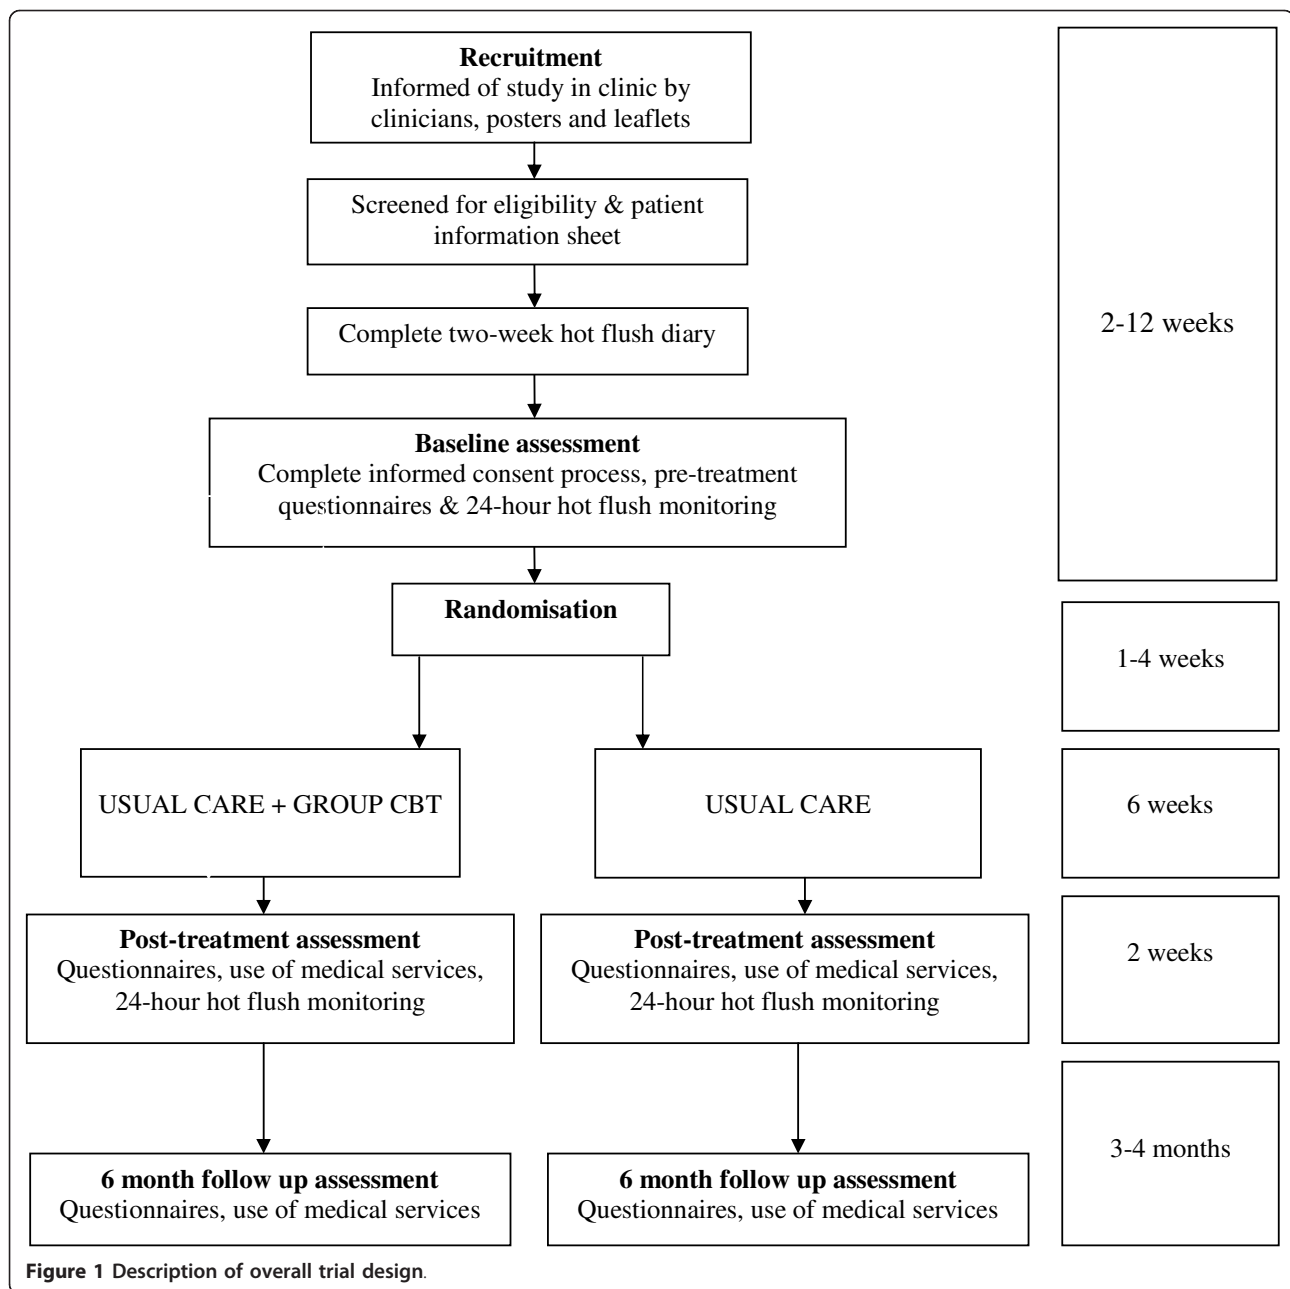 Recruitment
Informed of study in clinic by
clinicians, posters and leaflets
Screened for eligibility & patient
information sheet
Complete two-week hot flush diary
2-12 weeks
Baseline assessment
Complete informed consent process, pre-treatment
questionnaires & 24-hour hot flush monitoring
Randomisation
1-4 weeks
USUAL CARE + GROUP CBT
USUAL CARE
6 weeks
Post-treatment assessment
Questionnaires, use of medical services,
24-hour hot flush monitoring
Post-treatment assessment
Questionnaires, use of medical services,
24-hour hot flush monitoring
2 weeks
3-4 months
6 month follow up assessment
Questionnaires, use of medical services
6 month follow up assessment
Questionnaires, use of medical services
Figure 1 Description of overall trial design.